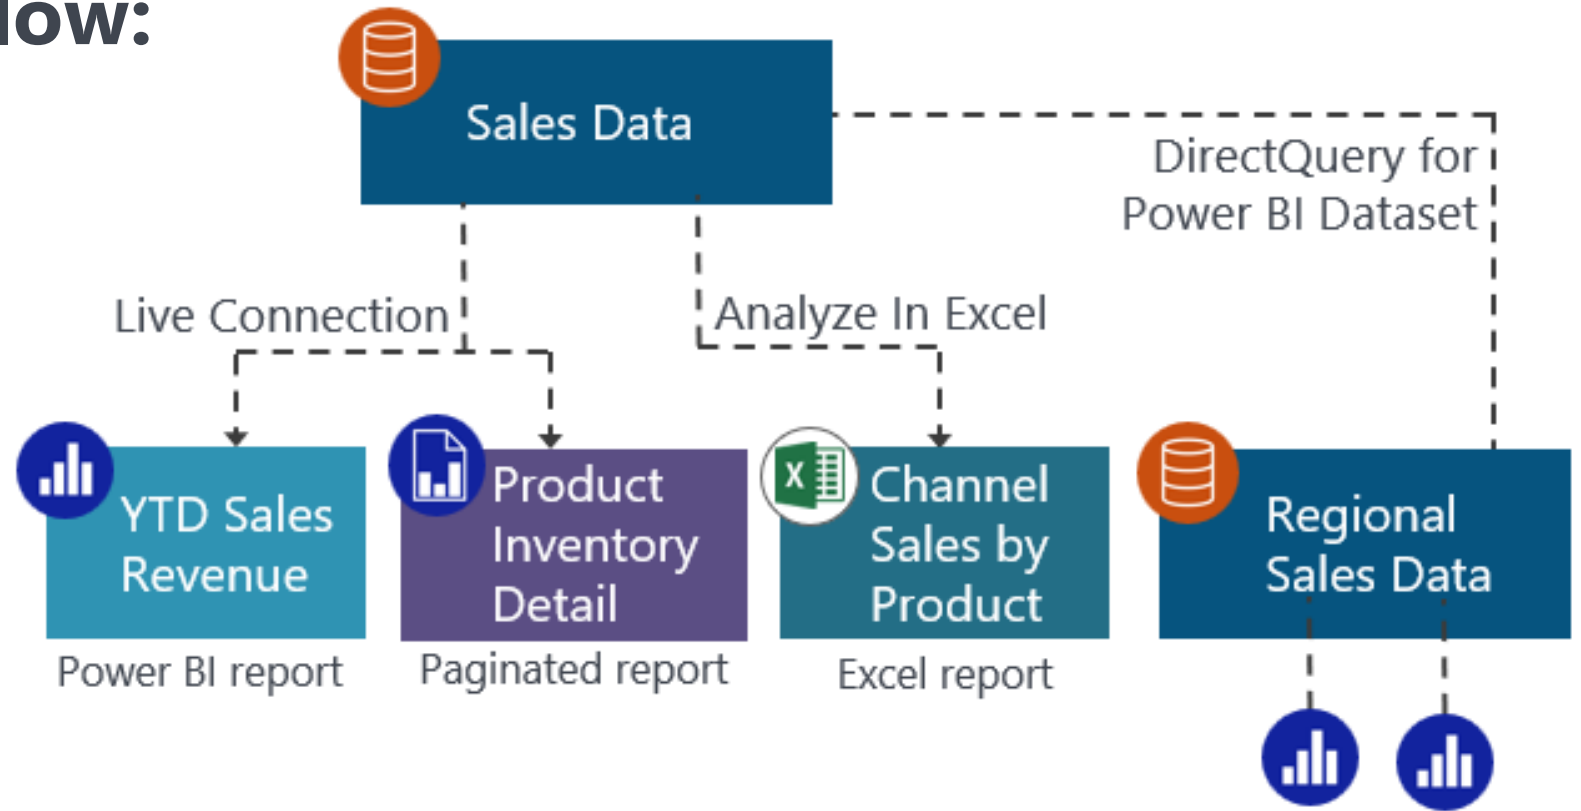 low:
Sales Data
DirectQuery for
Power BI Dataset
Live Connection
Analyze In Excel
YTD Sales
Revenue
Product
Inventory
Detail
X
Channel
Sales by
Product
Regional
Sales Data
Power BI report
Paginated report
Excel report